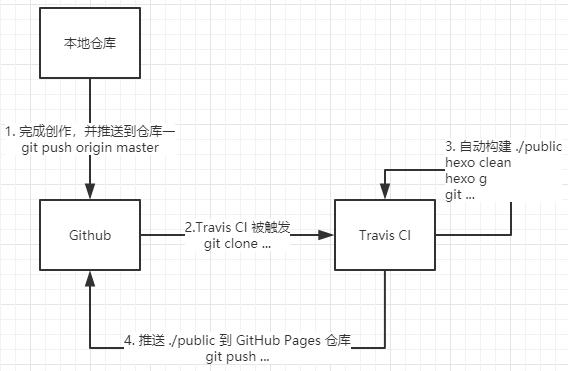 本地仓库
1. 完成创作，并推送到仓库一
git push origin master
3. 自动构建 ./public
hexo clean
hexo g
git ...
Github
2.Travis CI 被触发
git clone ...
Travis CI
4. 推送 ./public 到 GitHub Pages 仓库
git push ...